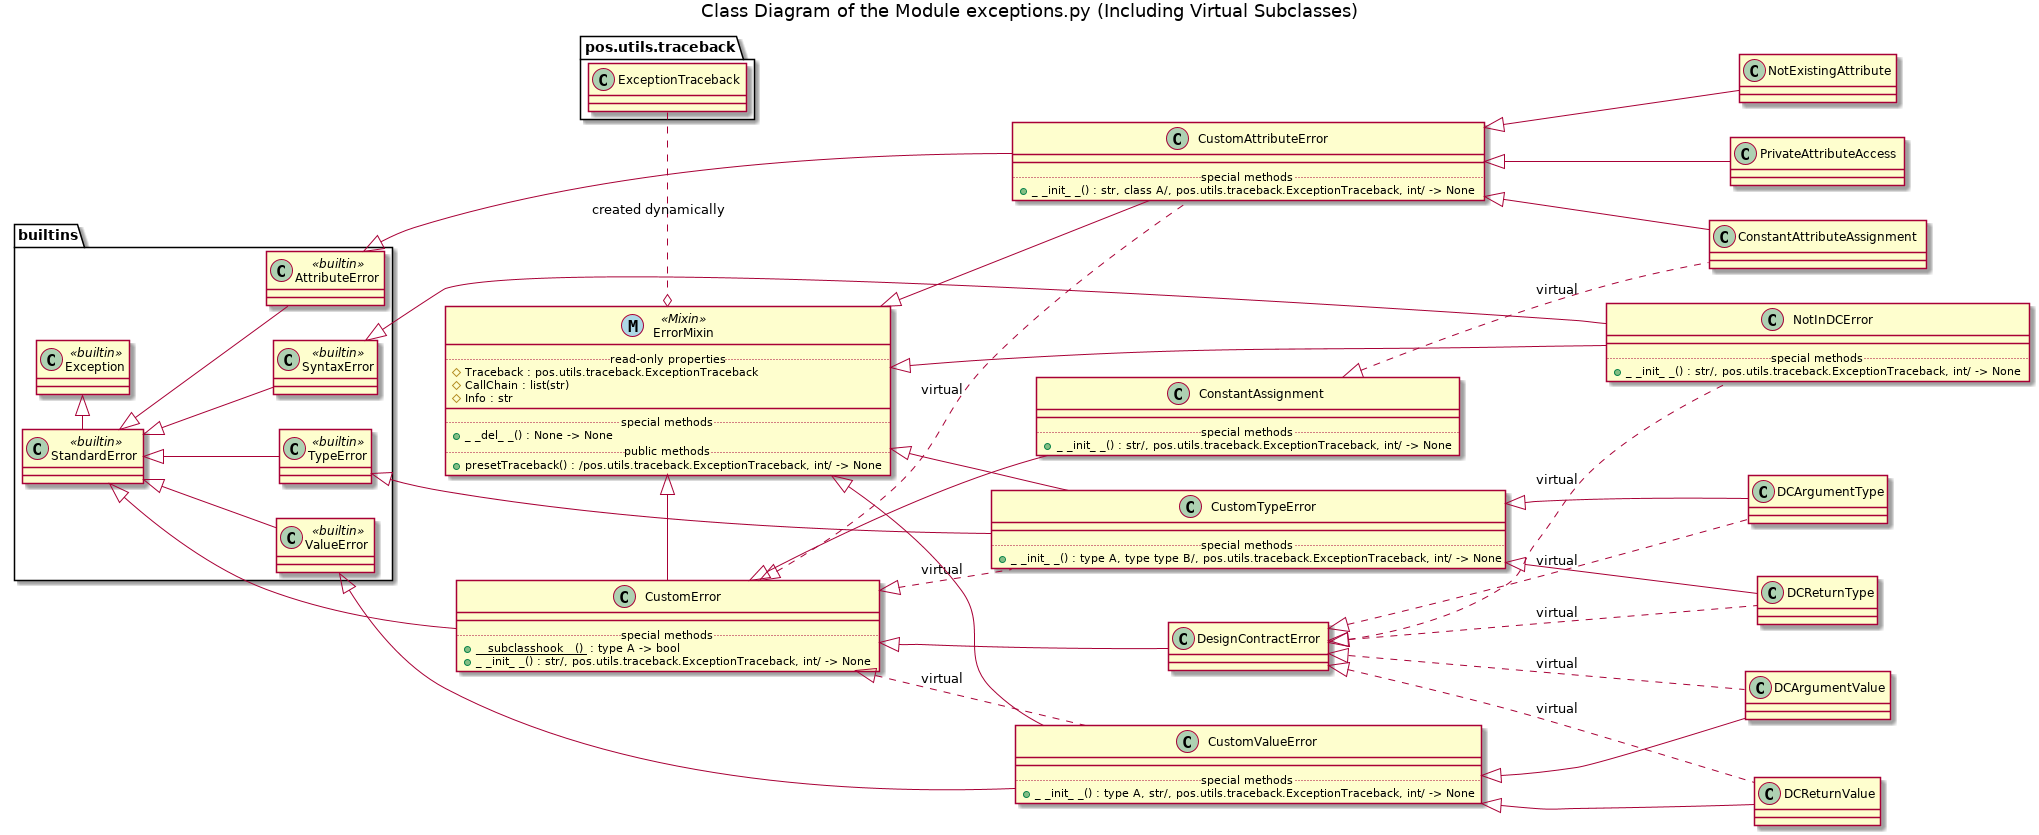 Class Diagram of the Module exceptions.py (Including Virtual Subclasses)
pos.utils.traceback
C ExceptionTraceback
created dynamically
builtins
C «builtin»
AttributeError
C «builtin»
Exception
C «builtin»
SyntaxError
C «builtin»
StandardError
C «builtin»
TypeError
C «builtin»
ValueError
M «Mixin»
ErrorMixin
read-only properties
Traceback : pos.utils.traceback.ExceptionTraceback
CallChain : list(str)
Info : str
special methods
_ _del_ _() : None -> None
public methods
presetTraceback() : /pos.utils.traceback.ExceptionTraceback, int/ -> None
C CustomError
special methods
__subclasshook__() : type A -> bool
_ _init_ _() : str/, pos.utils.traceback.ExceptionTraceback, int/ -> None
virtual
virtual
virtual
C CustomAttributeError
special methods
_ _init_ _() : str, class A/, pos.utils.traceback.ExceptionTraceback, int/ -> None
C ConstantAssignment
special methods
_ _init_ _() : str/, pos.utils.traceback.ExceptionTraceback, int/ -> None
C CustomTypeError
special methods
_ _init_ _() : type A, type type B/, pos.utils.traceback.ExceptionTraceback, int/ -> None
C DesignContractError
C CustomValueError
special methods
_ _init_ _() : type A, str/, pos.utils.traceback.ExceptionTraceback, int/ -> None
virtual
virtual
virtual
virtual
virtual
virtual
C NotExistingAttribute
C PrivateAttributeAccess
C ConstantAttributeAssignment
C NotInDCError
special methods
_ _init_ _() : str/, pos.utils.traceback.ExceptionTraceback, int/ -> None
C DCArgumentType
C DCReturnType
C DCArgumentValue
C DCReturnValue